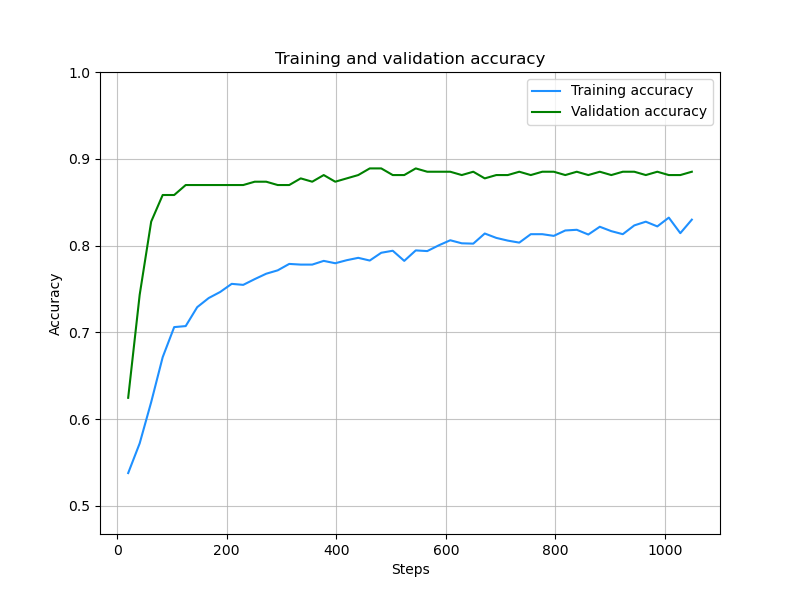 Training and validation accuracy
Training accuracy
Validation accuracy
1.0
0.9
0.8
0.7
0.6
0.5
Accuracy
0 200 400 600 800 1000
Steps